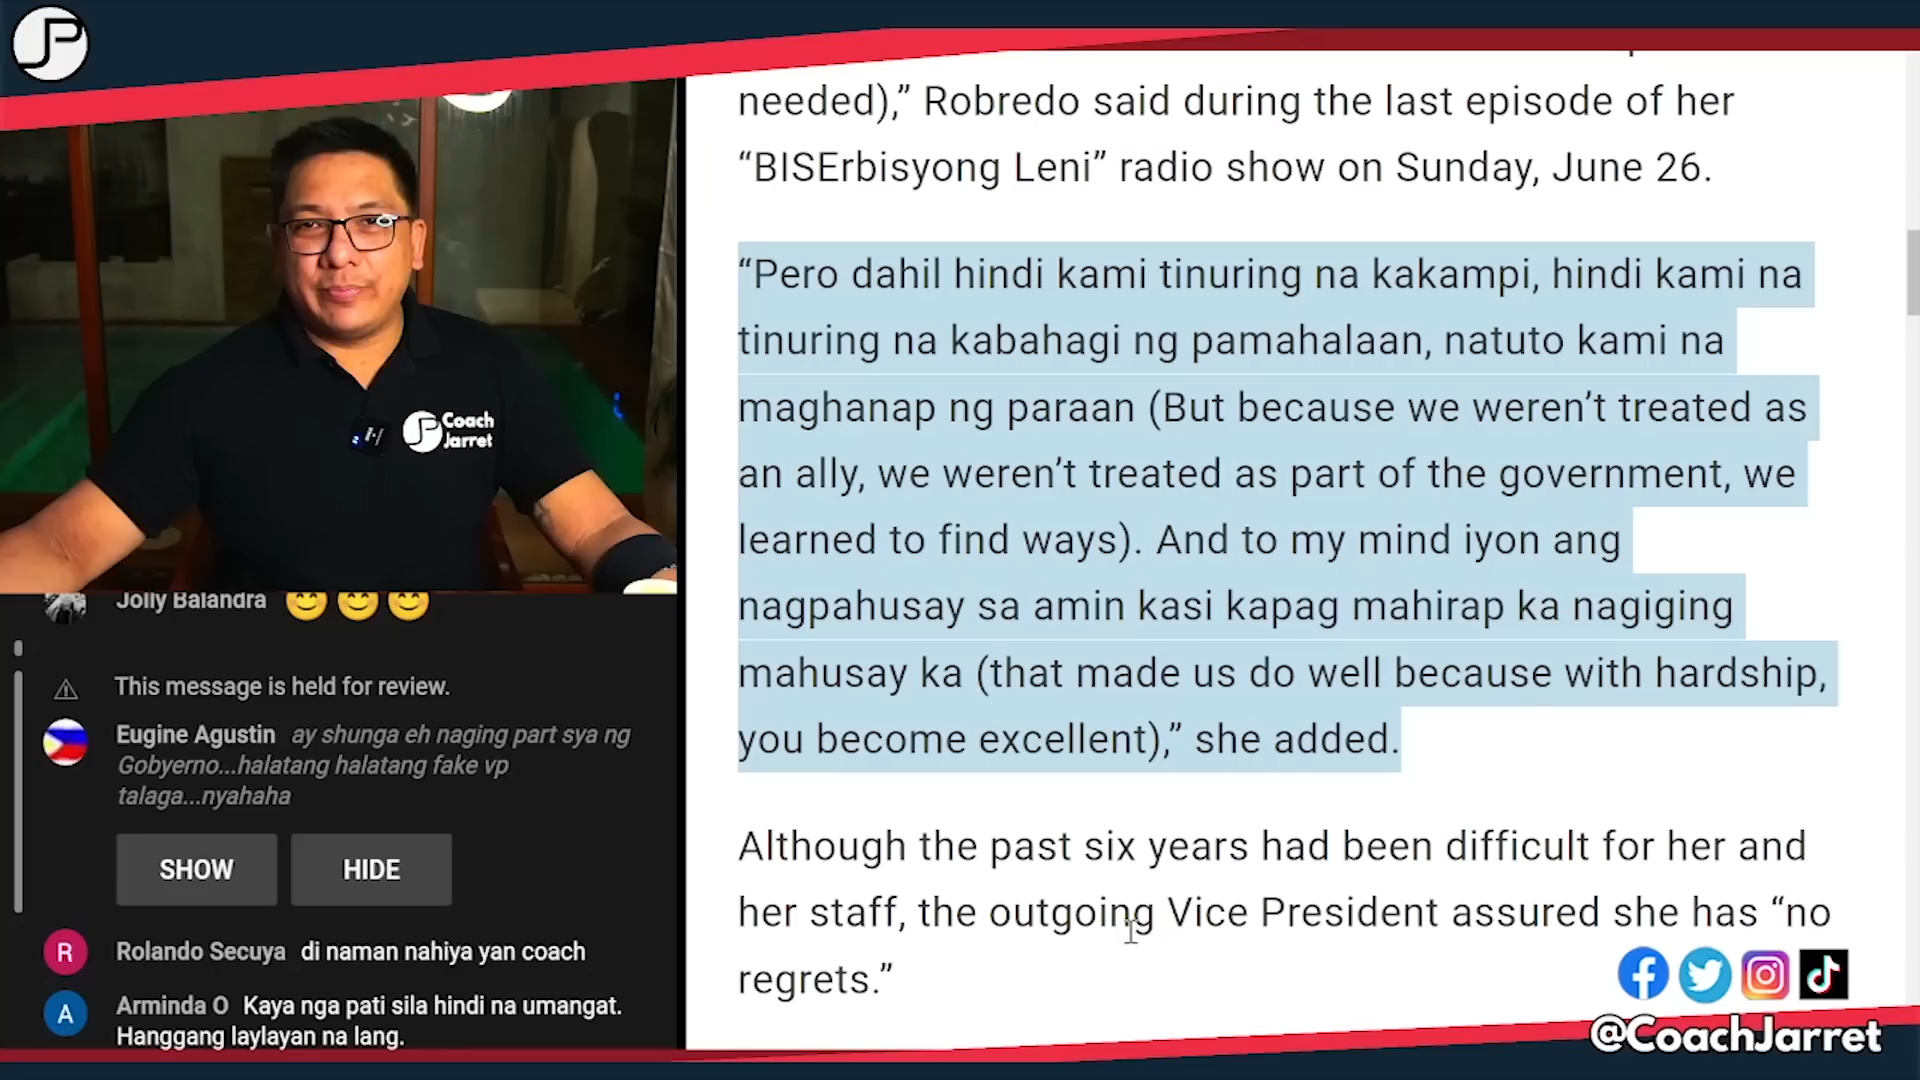 JP
needed),” Robredo said during the last episode of her
“BISErbisyong Leni” radio show on Sunday, June 26.
“Pero dahil hindi kami tinuring na kakampi, hindi kami na
tinuring na kabahagi ng pamahalaan, natuto kami na
maghanap ng paraan (But because we weren’t treated as
an ally, we weren’t treated as part of the government, we
learned to find ways). And to my mind iyon ang
nagpahusay sa amin kasi kapag mahirap ka nagiging
mahusay ka (that made us do well because with hardship,
you become excellent),” she added.
Although the past six years had been difficult for her and
her staff, the outgoing Vice President assured she has “no
regrets.”
JP Coach
Jarret
Jolly Balandra
This message is held for review.
Eugine Agustin ay shunga eh naging part sya ng
Gobyerno...halatang halatang fake vp
talaga...nyahaha
SHOW HIDE
R Rolando Secuya di naman nahiya yan coach
A Arminda O Kaya nga pati sila hindi na umangat.
Hanggang laylayan na lang.
@CoachJarret